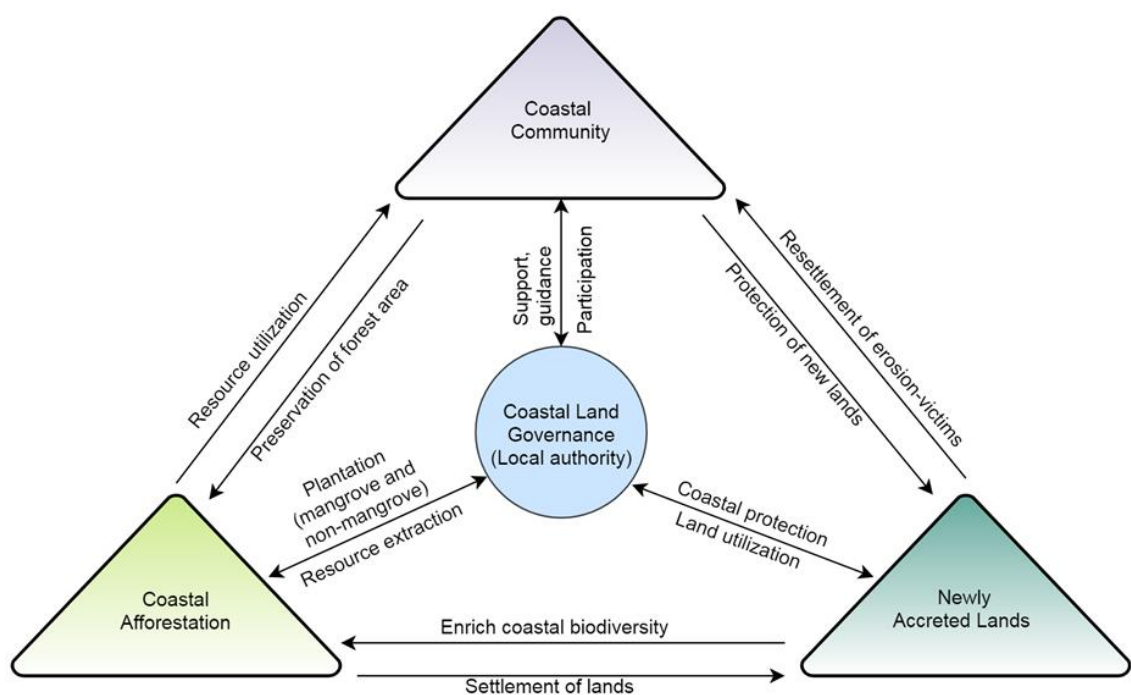 Coastal
Community
Support,
guidance
Participation
Resource utilization
Preservation of forest area
Protection of new lands
Resettlement of erosion-victims
Coastal Land
Governance
(Local authority)
Plantation
(mangrove and
non-mangrove)
Resource extraction
Coastal protection
Land utilization
Coastal
Afforestation
Newly
Accreted Lands
Enrich coastal biodiversity
Settlement of lands